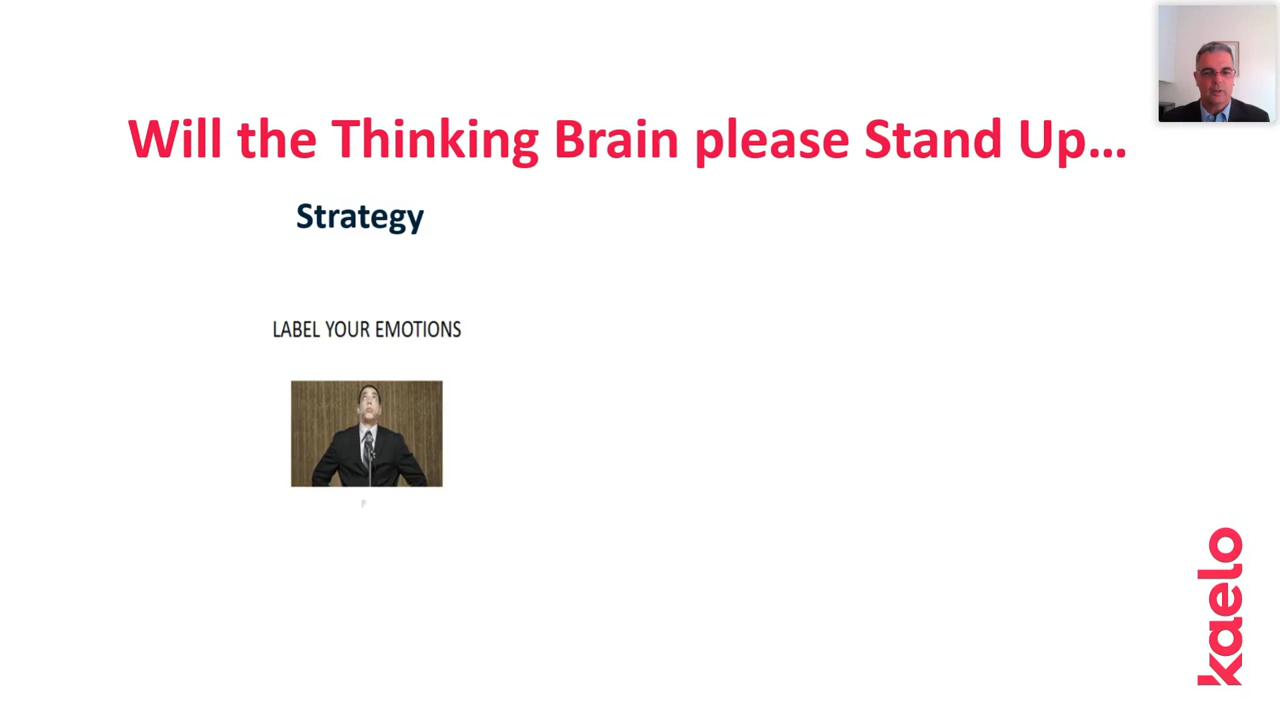 Will the Thinking Brain please Stand Up...
Strategy
LABEL YOUR EMOTIONS
kaelo